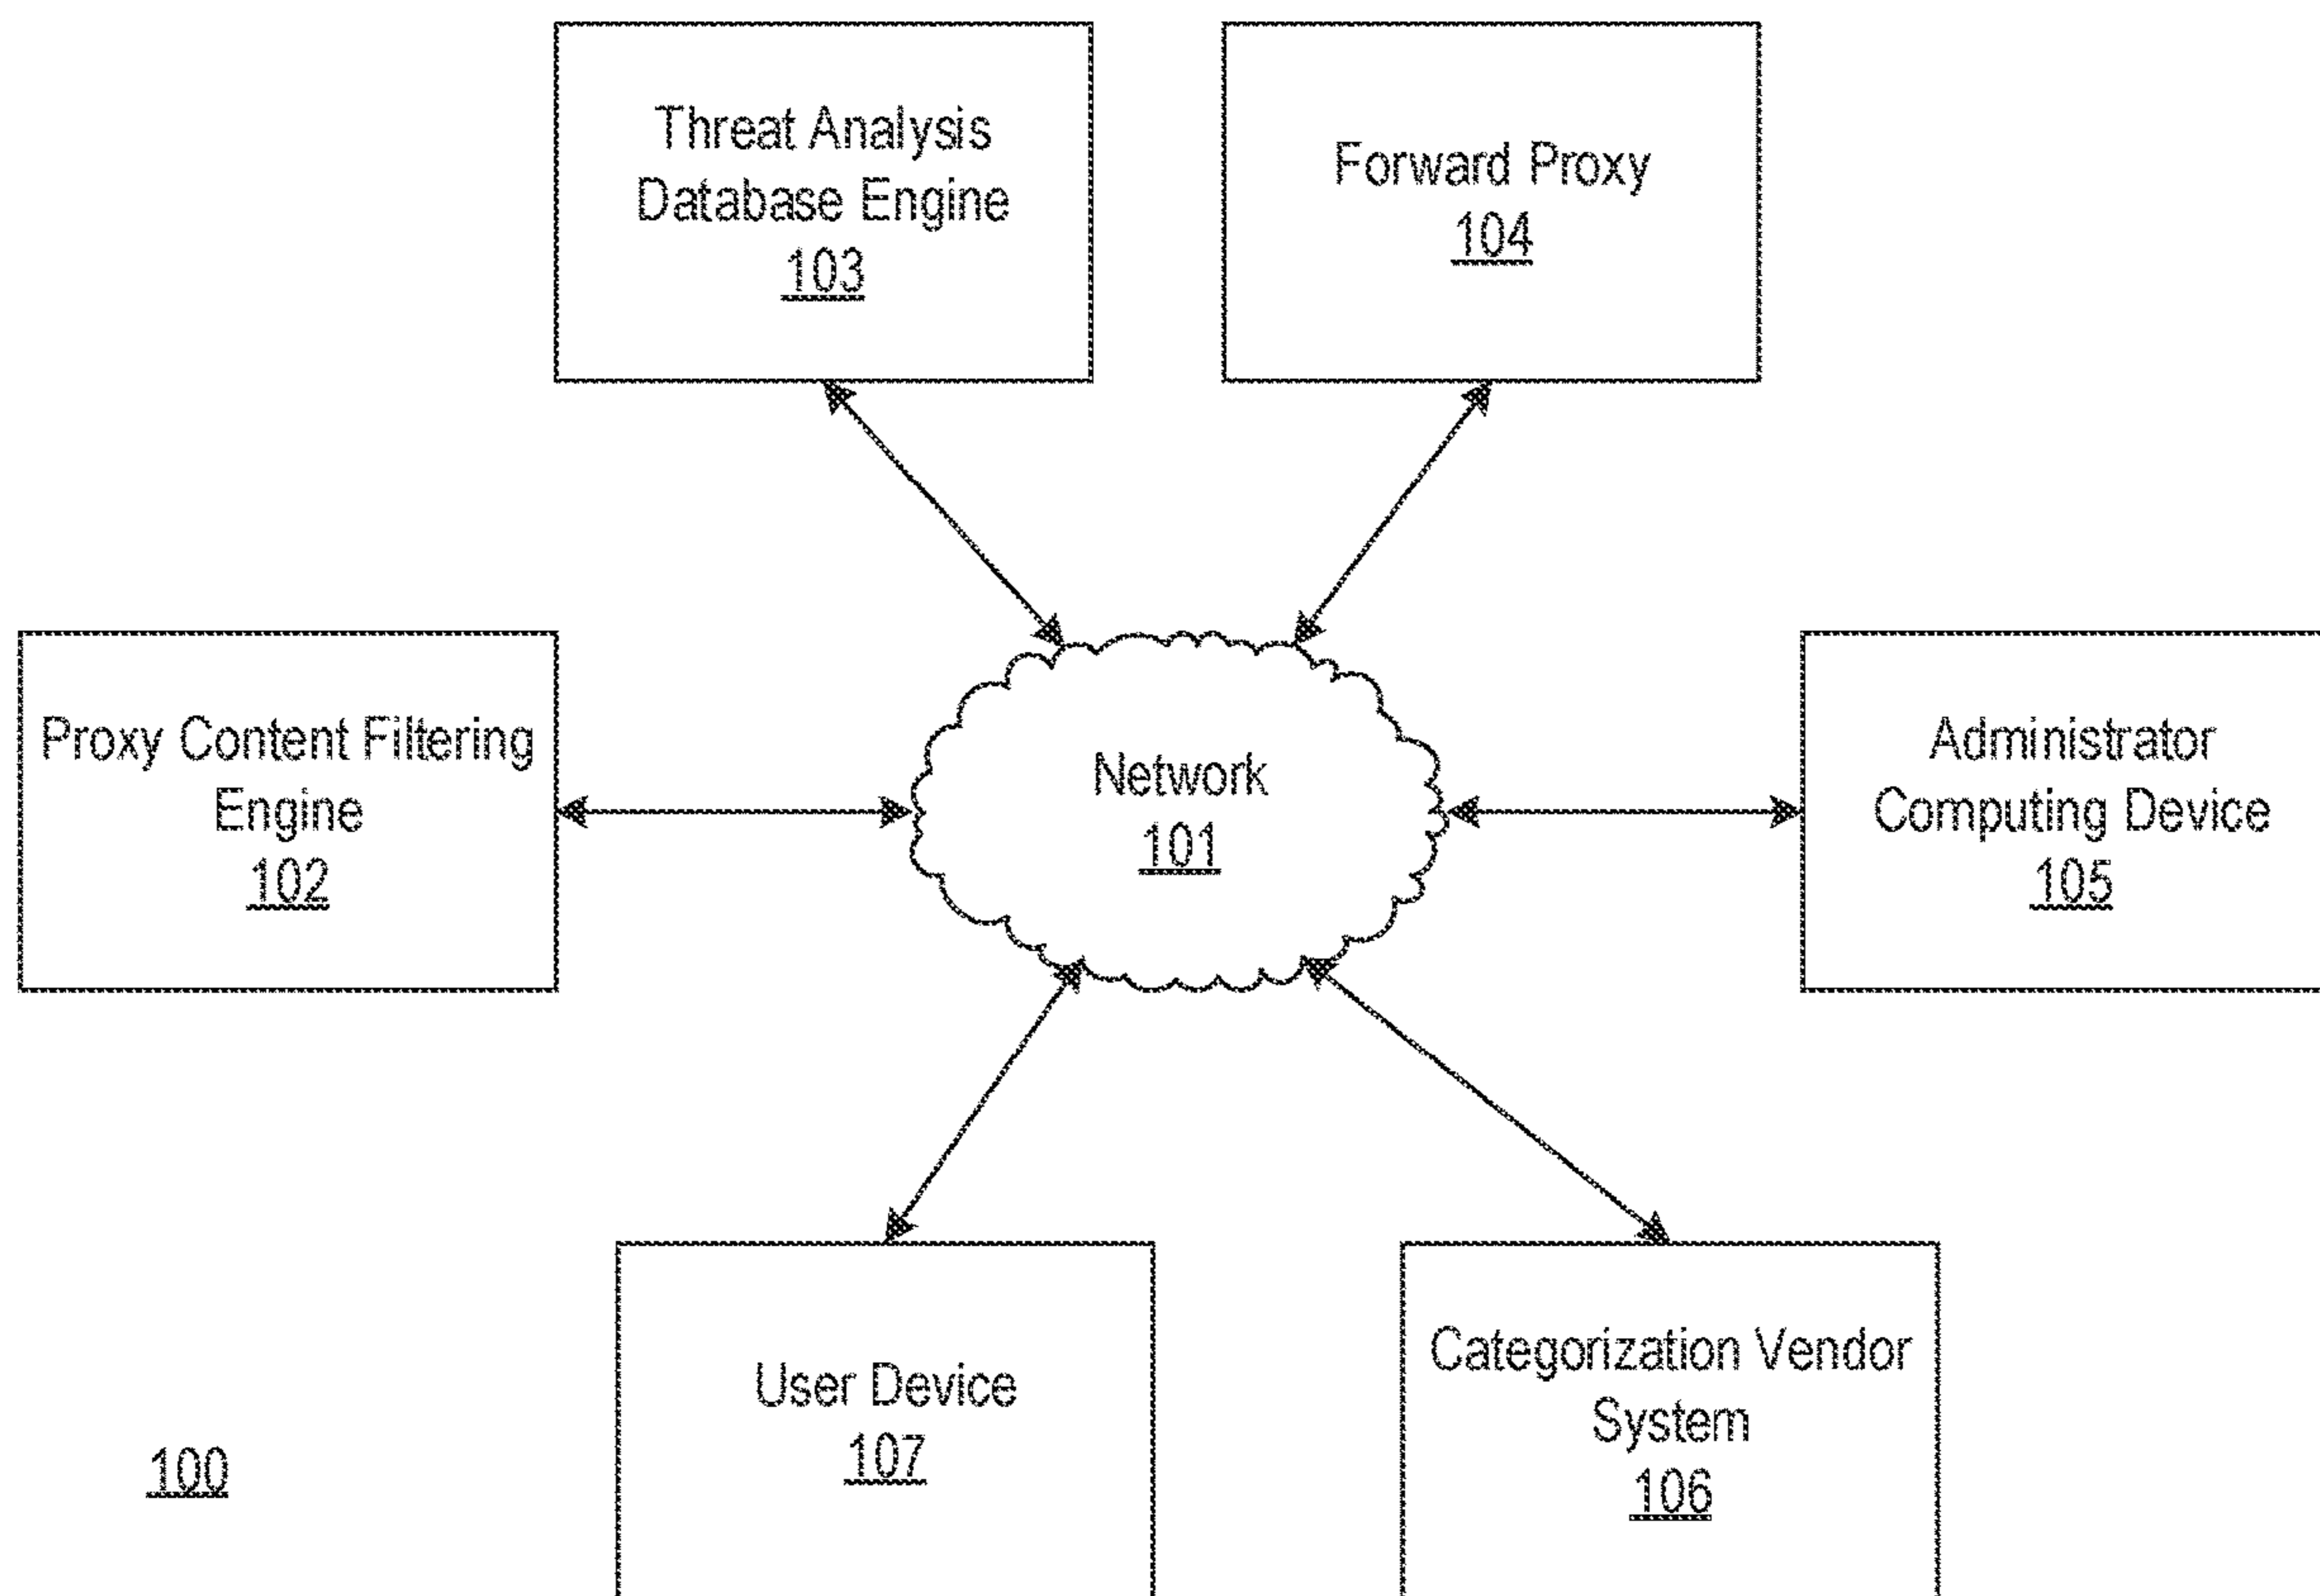 Threat Analysis
Database Engine
103
Forward Proxy
104
Proxy Content Filtering
Engine
102
Network
101
Administrator
Computing Device
105
User Device
107
Categorization Vendor
System
106
100